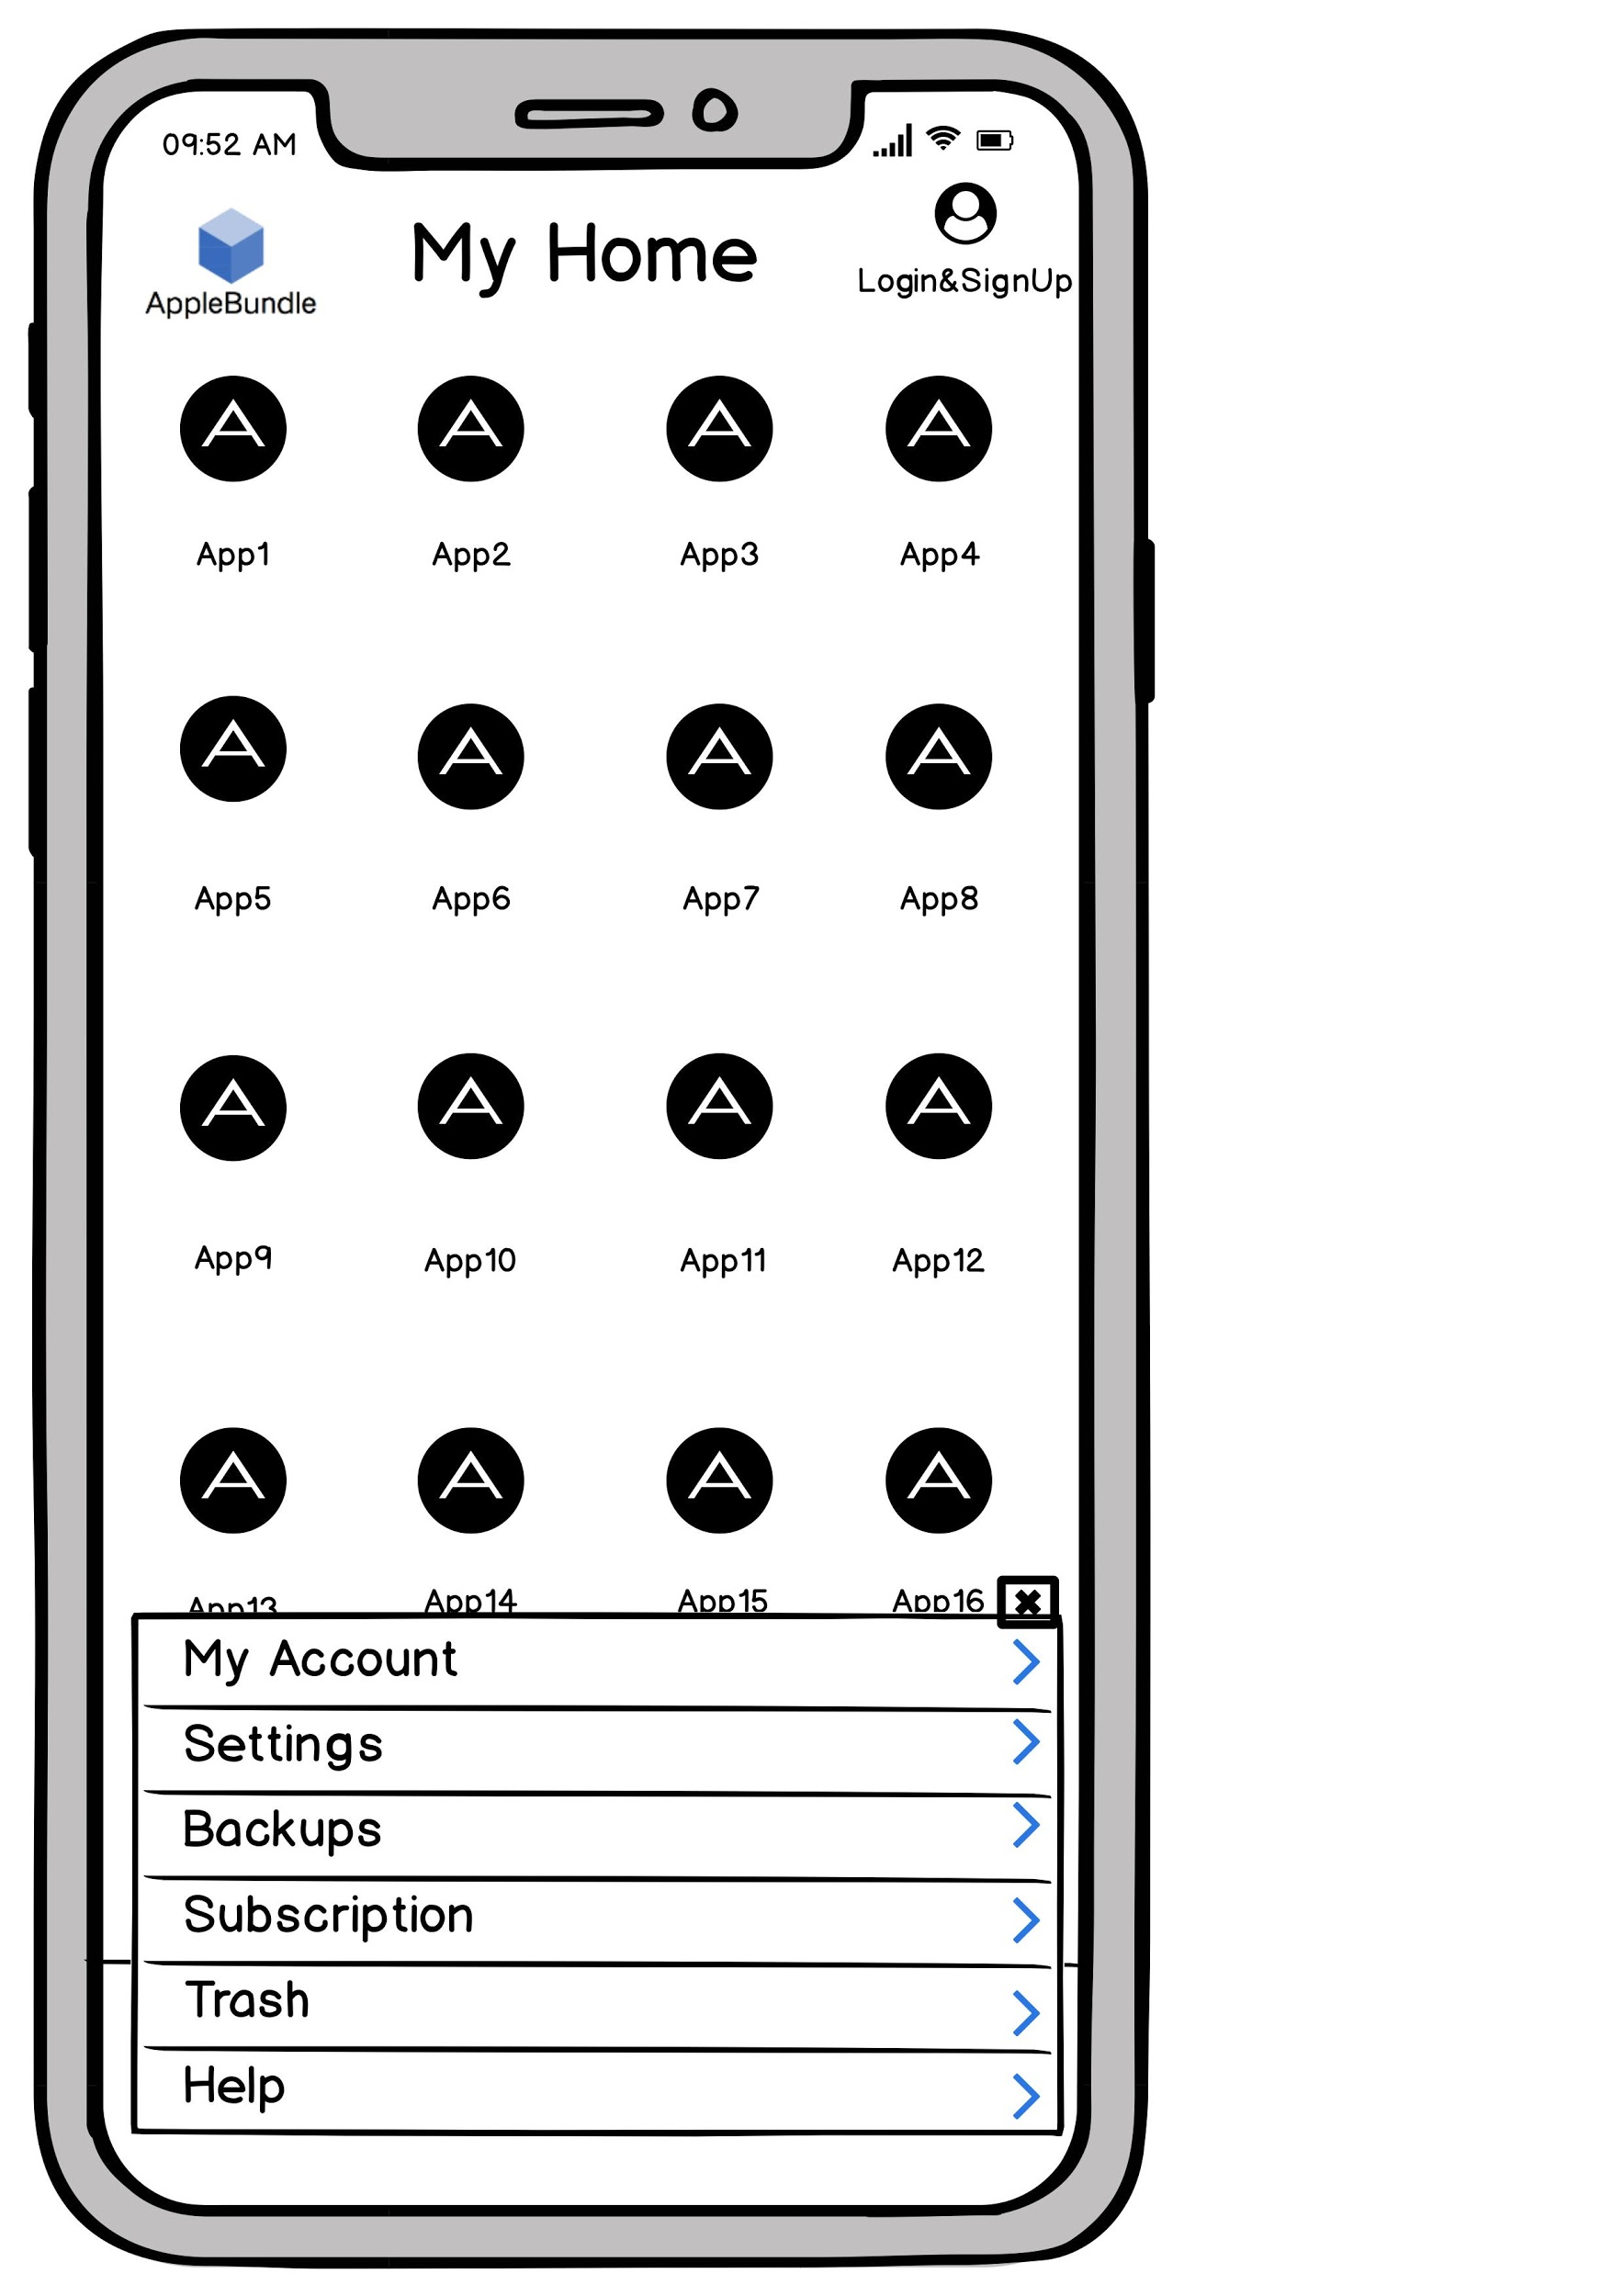 09:52 AM
AppleBundle
My Home
Login&SignUp
App1 App2 App3 App4
App5 App6 App7 App8
App9 App10 App11 App12
App13 App14 App15 App16
My Account
Settings
Backups
Subscription
Trash
Help